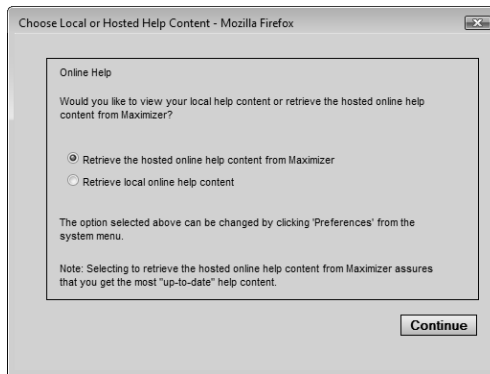 Choose Local or Hosted Help Content - Mozilla Firefox
Online Help
Would you like to view your local help content or retrieve the hosted online help
content from Maximizer?
Retrieve the hosted online help content from Maximizer
Retrieve local online help content
The option selected above can be changed by clicking 'Preferences' from the
system menu.
Note: Selecting to retrieve the hosted online help content from Maximizer assures
that you get the most "up-to-date" help content.
Continue